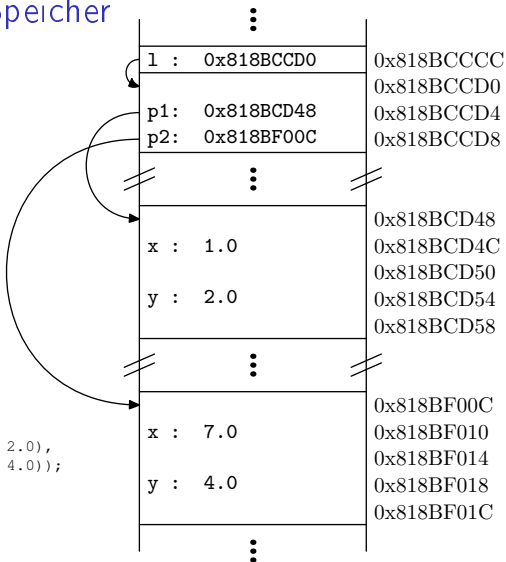 Speicher
l : 0x818BCCD0 0x818BCCCC
0x818BCCD0
p1: 0x818BCD48 0x818BCCD4
p2: 0x818BF00C 0x818BCCD8
0x818BCD48
x : 1.0 0x818BCD4C
0x818BCD50
y : 2.0 0x818BCD54
0x818BCD58
0x818BF00C
x : 7.0 0x818BF010
2.0), 0x818BF014
4.0)); y : 4.0 0x818BF018
0x818BF01C